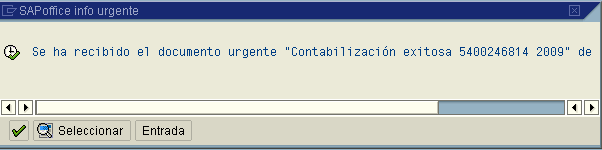 SAPoffice info urgente
Se ha recibido el documento urgente "Contabilización exitosa 5400246814 2009" de
Seleccionar Entrada